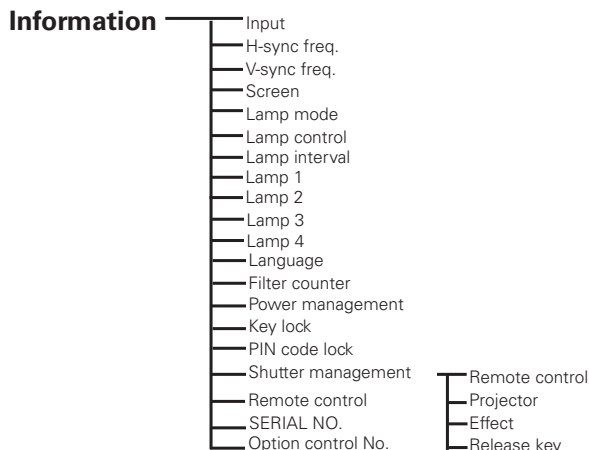 Information
Input
H-sync freq.
V-sync freq.
Screen
Lamp mode
Lamp control
Lamp interval
Lamp 1
Lamp 2
Lamp 3
Lamp 4
Language
Filter counter
Power management
Key lock
PIN code lock
Shutter management
Remote control
SERIAL NO.
Option control No.
Remote control
Projector
Effect
Release key